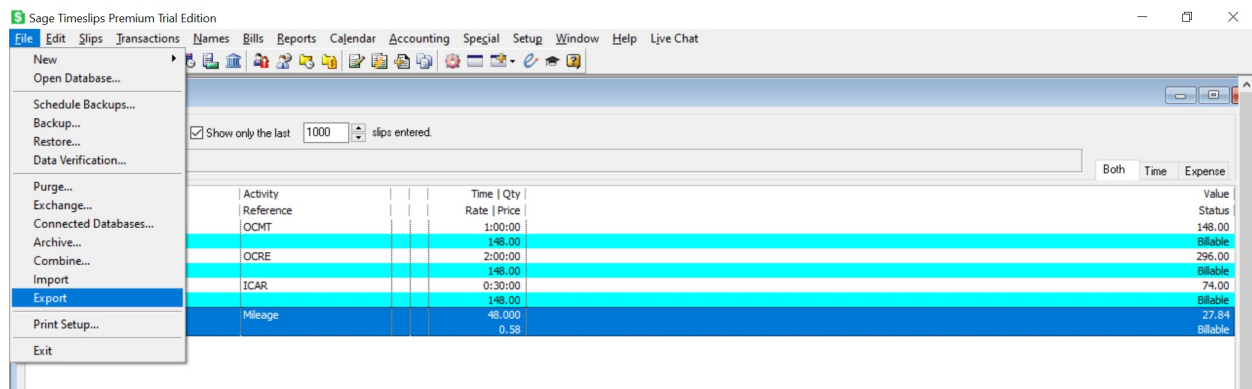 Sage Timeslips Premium Trial Edition
File Edit Slips Transactions Names Bills Reports Calendar Accounting Special Setup Window Help Live Chat
New
Open Database...
Schedule Backups...
Backup...
Restore...
Data Verification...
Purge...
Exchange...
Connected Databases...
Archive...
Combine...
Import
Export
Print Setup...
Exit
Show only the last 1000 slips entered.
Both Time Expense
Activity Time | Qty Value
Reference Rate | Price Status
OCMT 1:00:00 148.00
148.00 Billable
OCRE 2:00:00 296.00
148.00 Billable
ICAR 0:30:00 74.00
148.00 Billable
Mileage 48.000 27.84
0.58 Billable